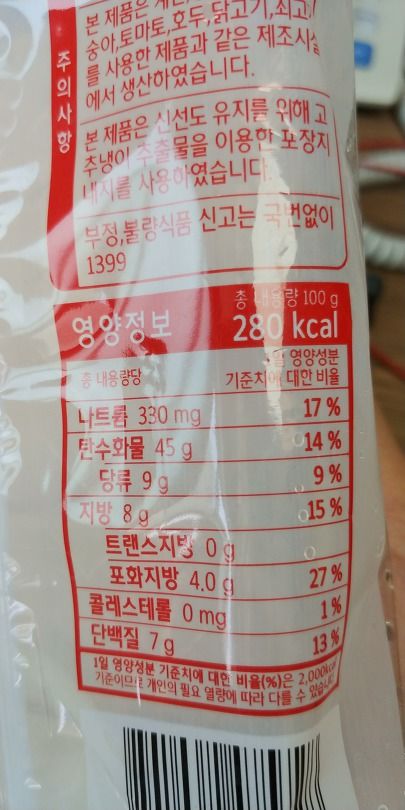 본 제품은
숭어,토마토,호두,닭고기,쇠고기
를 사용한 제품과 같은 제조시설
에서 생산하였습니다.
주의사항
본 제품은 신선도 유지를 위해 고
추냉이 추출물을 이용한 포장지
내지를 사용하였습니다.
부정,불량식품 신고는 국번없이
1399
영양정보
총 내용량 100 g
280 kcal
총 내용량당
1일 영양성분
기준치에 대한 비율
나트륨 330 mg 17 %
탄수화물 45 g 14 %
당류 9 g 9 %
지방 8 g 15 %
트랜스지방 0 g
포화지방 4.0 g 27 %
콜레스테롤 0 mg 1 %
단백질 7 g 13 %
1일 영양성분 기준치에 대한 비율(%)은 2,000kcal
기준이므로 개인의 필요 열량에 따라 다를 수 있습니다